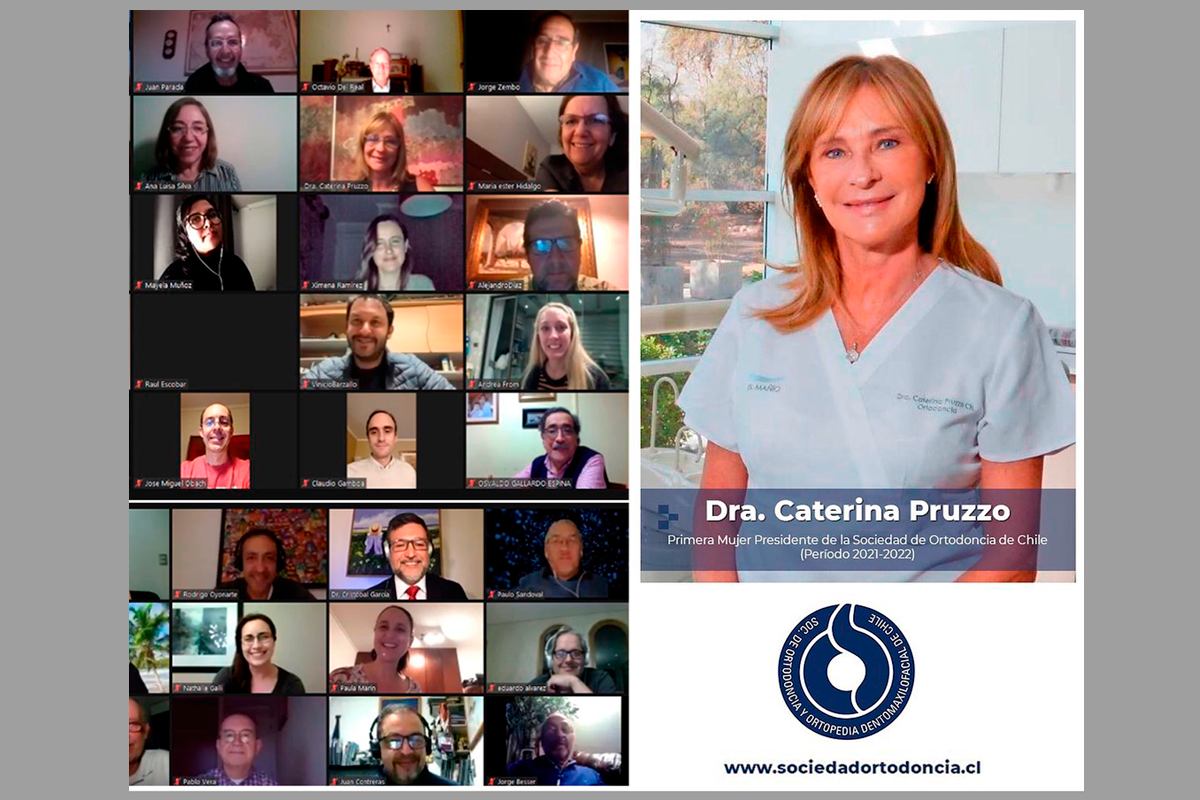 Juan Parada
Octavio Del Real
Jorge Zembo
Ana Luisa Silva
Dra. Caterina Pruzzo
Maria ester Hidalgo
Mayela Muñoz
Ximena Ramirez
AlejandroDiaz
Raul Escobar
VinicioBarzallo
Andrea From
Jose Miguel Obach
Claudio Gamboa
OSVALDO GALLARDO ESPINA
Rodrigo Oyonarte
Dr. Cristobal García
Paulo Sandoval
Nathalia Galli
Paula Marin
eduardo alvarez
Pablo Vera
Juan Contreras
Jorge Besser
Dra. Caterina Pruzzo Ch.
Ortodoncia
Dra. Caterina Pruzzo
Primera Mujer Presidente de la Sociedad de Ortodoncia de Chile
(Período 2021-2022)
SOC. DE ORTODONCIA Y ORTOPEDIA DENTOMAXILOFACIAL DE CHILE
www.sociedadortodoncia.cl